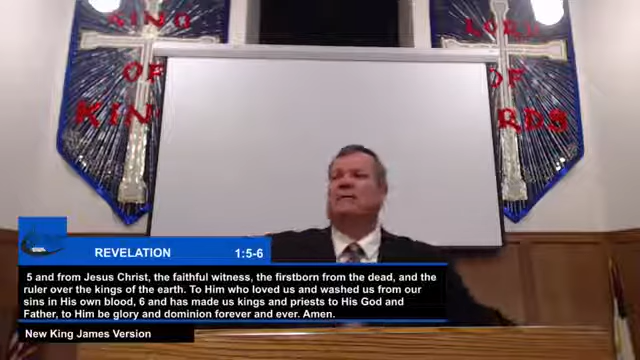 KING
OF
KIN
LORD
OF
RDS
REVELATION 1:5-6
5 and from Jesus Christ, the faithful witness, the firstborn from the dead, and the
ruler over the kings of the earth. To Him who loved us and washed us from our
sins in His own blood, 6 and has made us kings and priests to His God and
Father, to Him be glory and dominion forever and ever. Amen.
New King James Version